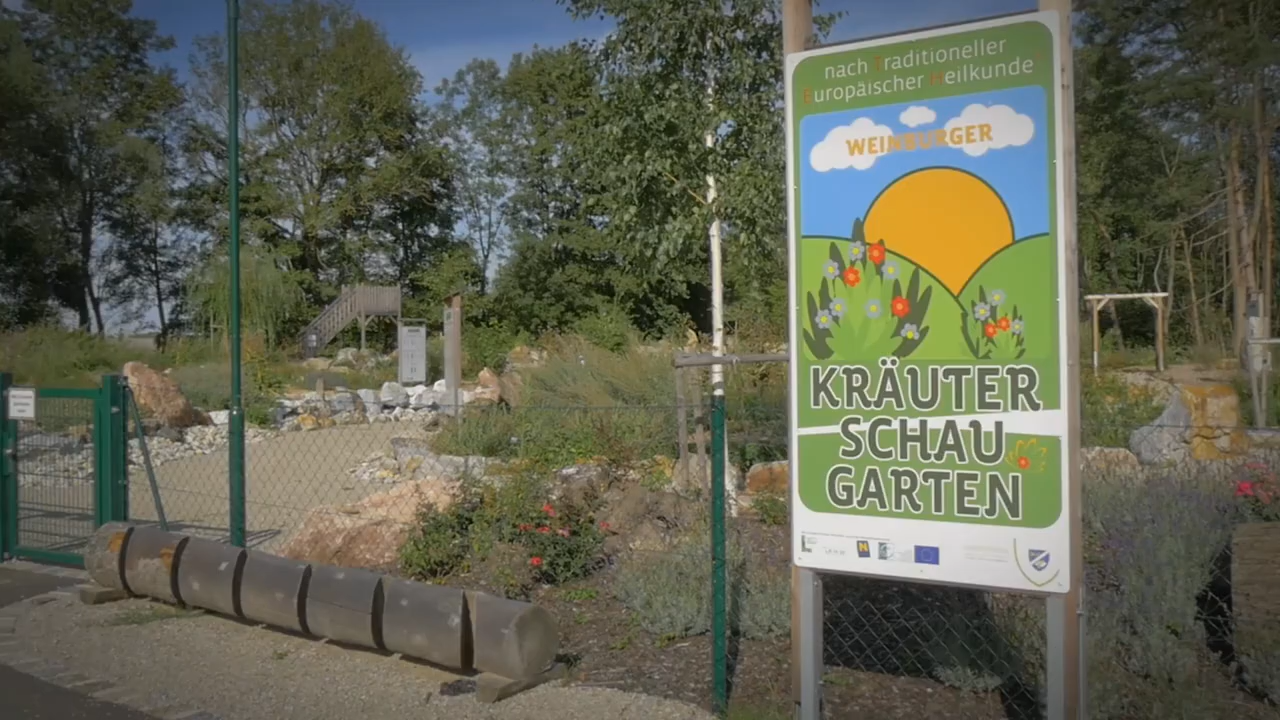 nach Traditioneller
Europäischer Heilkunde
WEINBURGER
KRÄUTER
SCHAU
GARTEN